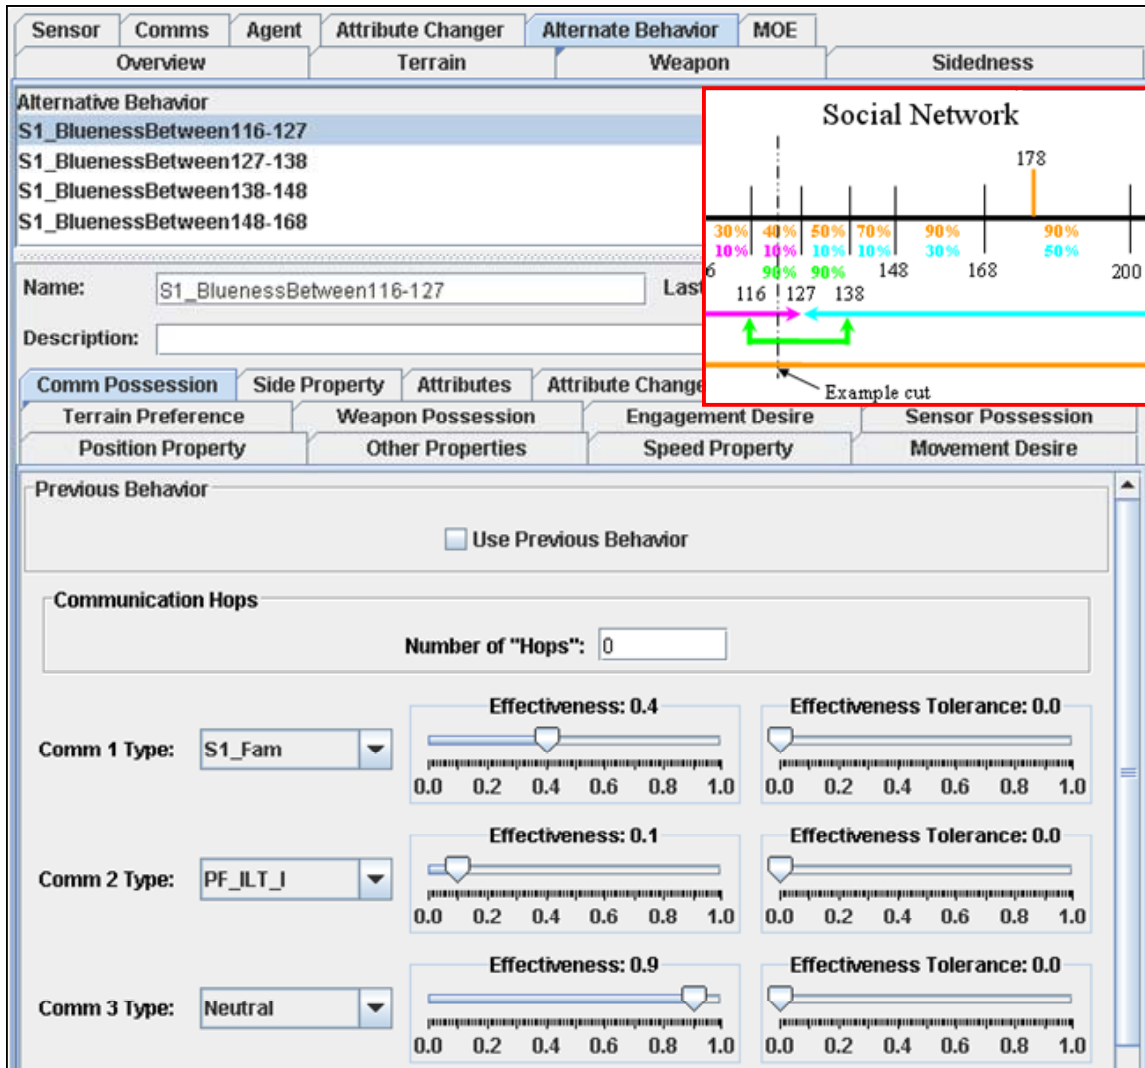 Sensor Comms Agent Attribute Changer Alternate Behavior MOE
Overview Terrain Weapon Sidedness
Alternative Behavior
S1_BluenessBetween116-127
S1_BluenessBetween127-138
S1_BluenessBetween138-148
S1_BluenessBetween148-168
Social Network
178
30% 40% 50% 70% 90% 90%
10% 10% 10% 10% 30% 50%
90% 90%
6 148 168 200
116 127 138
Example cut
Name: S1_BluenessBetween116-127 Las
Description:
Comm Possession Side Property Attributes Attribute Change
Terrain Preference Weapon Possession Engagement Desire Sensor Possession
Position Property Other Properties Speed Property Movement Desire
Previous Behavior
Use Previous Behavior
Communication Hops
Number of "Hops": 0
Effectiveness: 0.4 Effectiveness Tolerance: 0.0
Comm 1 Type: S1_Fam
0.0 0.2 0.4 0.6 0.8 1.0 0.0 0.2 0.4 0.6 0.8 1.0
Effectiveness: 0.1 Effectiveness Tolerance: 0.0
Comm 2 Type: PF_ILT_I
0.0 0.2 0.4 0.6 0.8 1.0 0.0 0.2 0.4 0.6 0.8 1.0
Effectiveness: 0.9 Effectiveness Tolerance: 0.0
Comm 3 Type: Neutral
0.0 0.2 0.4 0.6 0.8 1.0 0.0 0.2 0.4 0.6 0.8 1.0